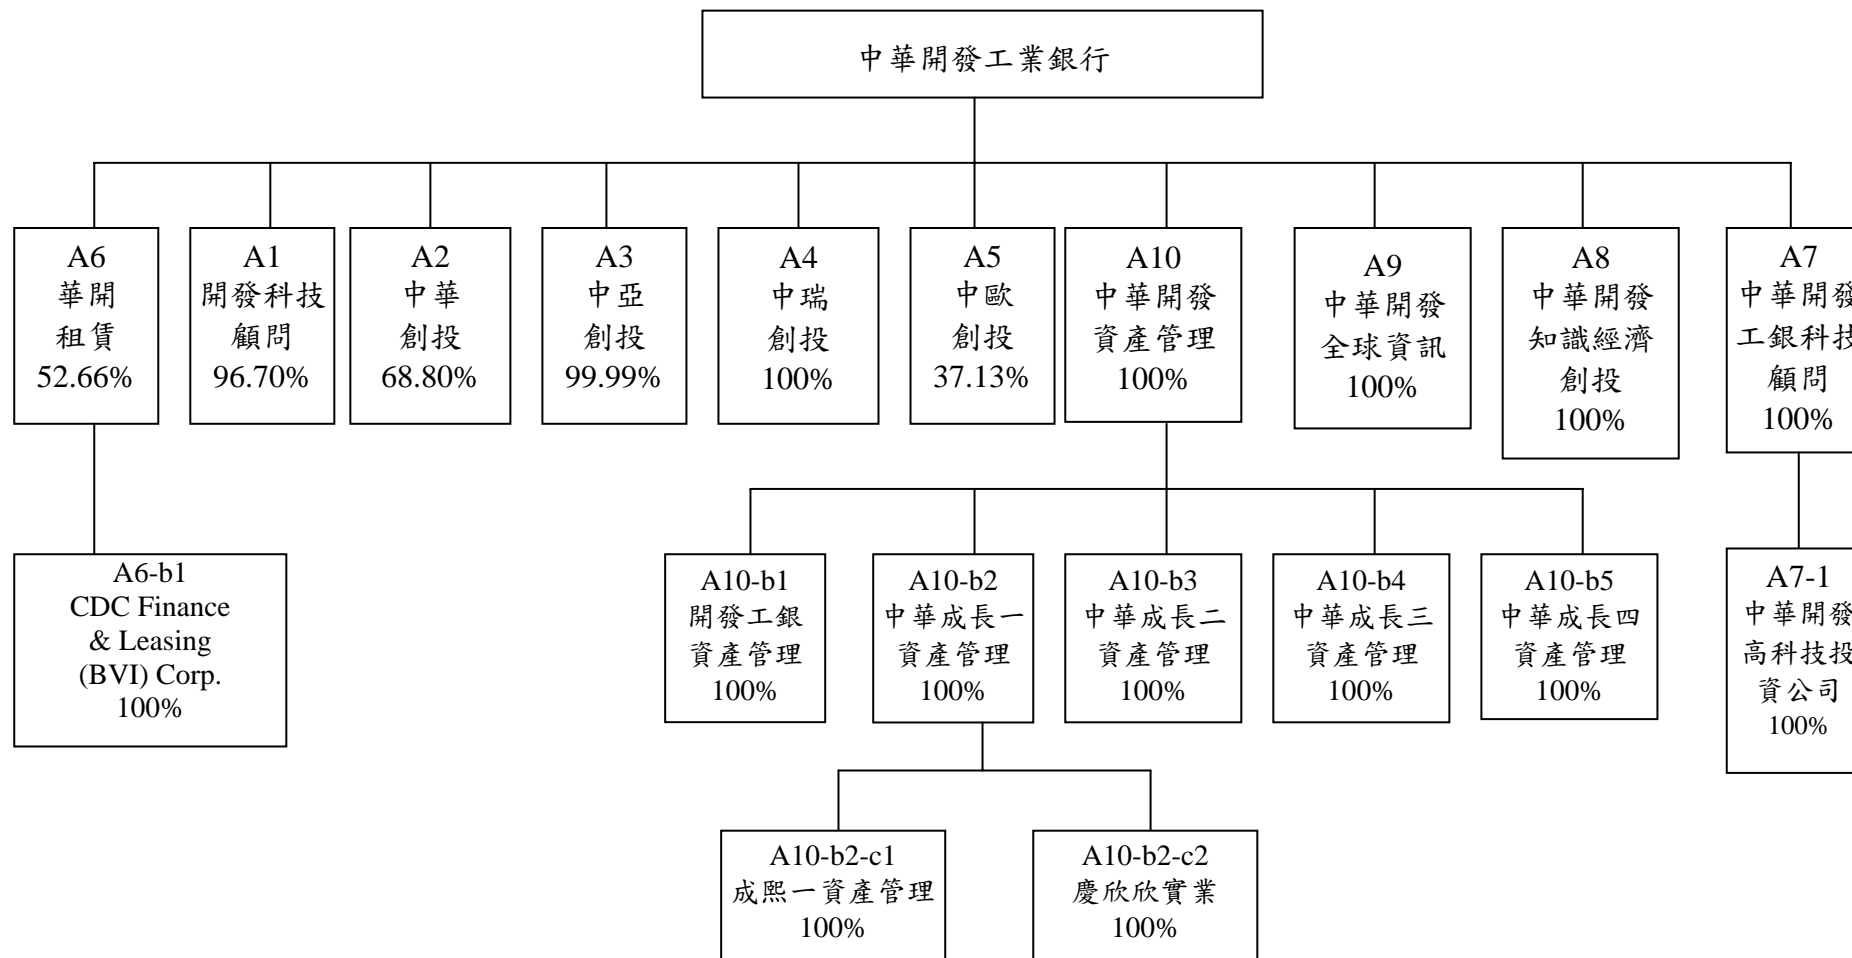 中華開發工業銀行
A6
華開
租賃
52.66%
A1
開發科技
顧問
96.70%
A2
中華
創投
68.80%
A3
中亞
創投
99.99%
A4
中瑞
創投
100%
A5
中歐
創投
37.13%
A10
中華開發
資產管理
100%
A9
中華開發
全球資訊
100%
A8
中華開發
知識經濟
創投
100%
A7
中華開發
工銀科技
顧問
100%
A6-b1
CDC Finance
& Leasing
(BVI) Corp.
100%
A10-b1
開發工銀
資產管理
100%
A10-b2
中華成長一
資產管理
100%
A10-b3
中華成長二
資產管理
100%
A10-b4
中華成長三
資產管理
100%
A10-b5
中華成長四
資產管理
100%
A7-1
中華開發
高科技投
資公司
100%
A10-b2-c1
成熙一資產管理
100%
A10-b2-c2
慶欣欣實業
100%